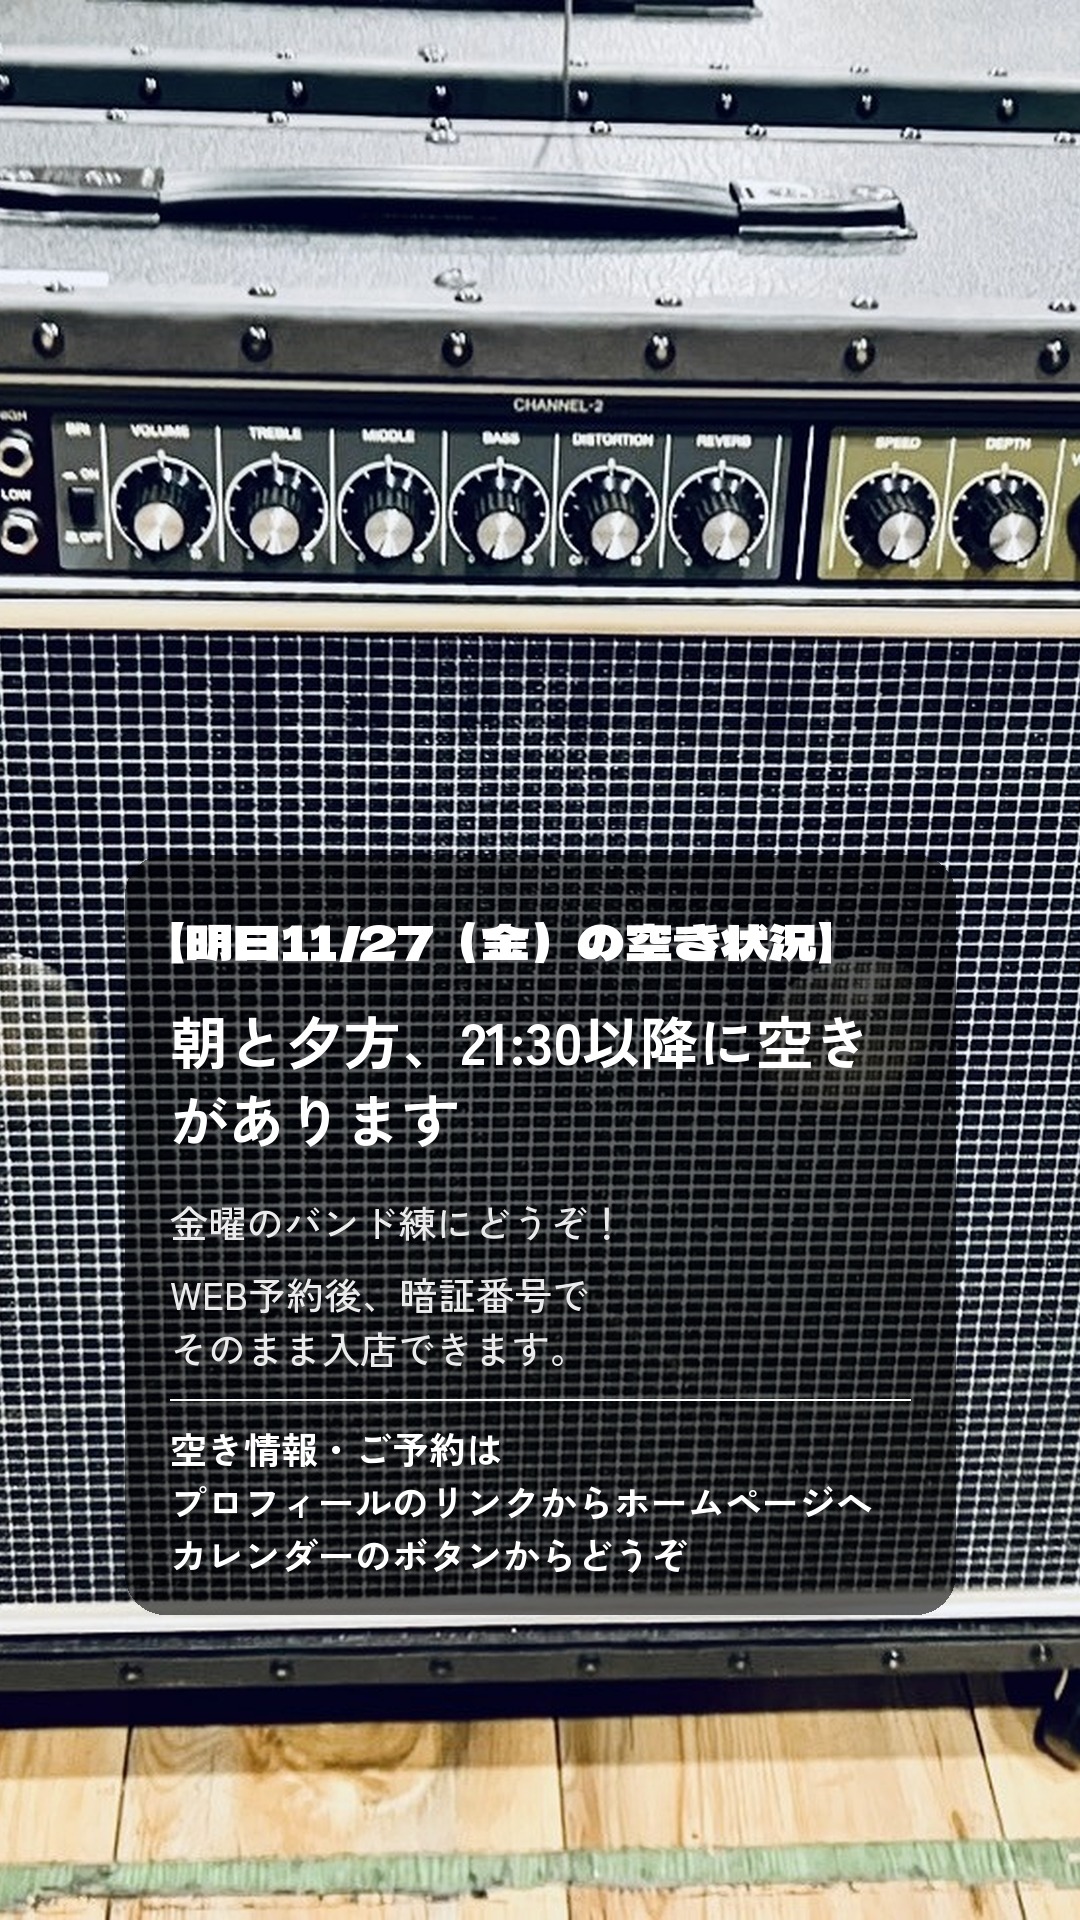 CHANNEL-2
HIGH
LOW
BRI
ON
OFF
VOLUME
TREBLE
MIDDLE
BASS
DISTORTION
REVERB
SPEED
DEPTH
【明日11/27（金）の空き状況】
朝と夕方、21:30以降に空き
があります
金曜のバンド練にどうぞ！
WEB予約後、暗証番号で
そのまま入店できます。
空き情報・ご予約は
プロフィールのリンクからホームページへ
カレンダーのボタンからどうぞ